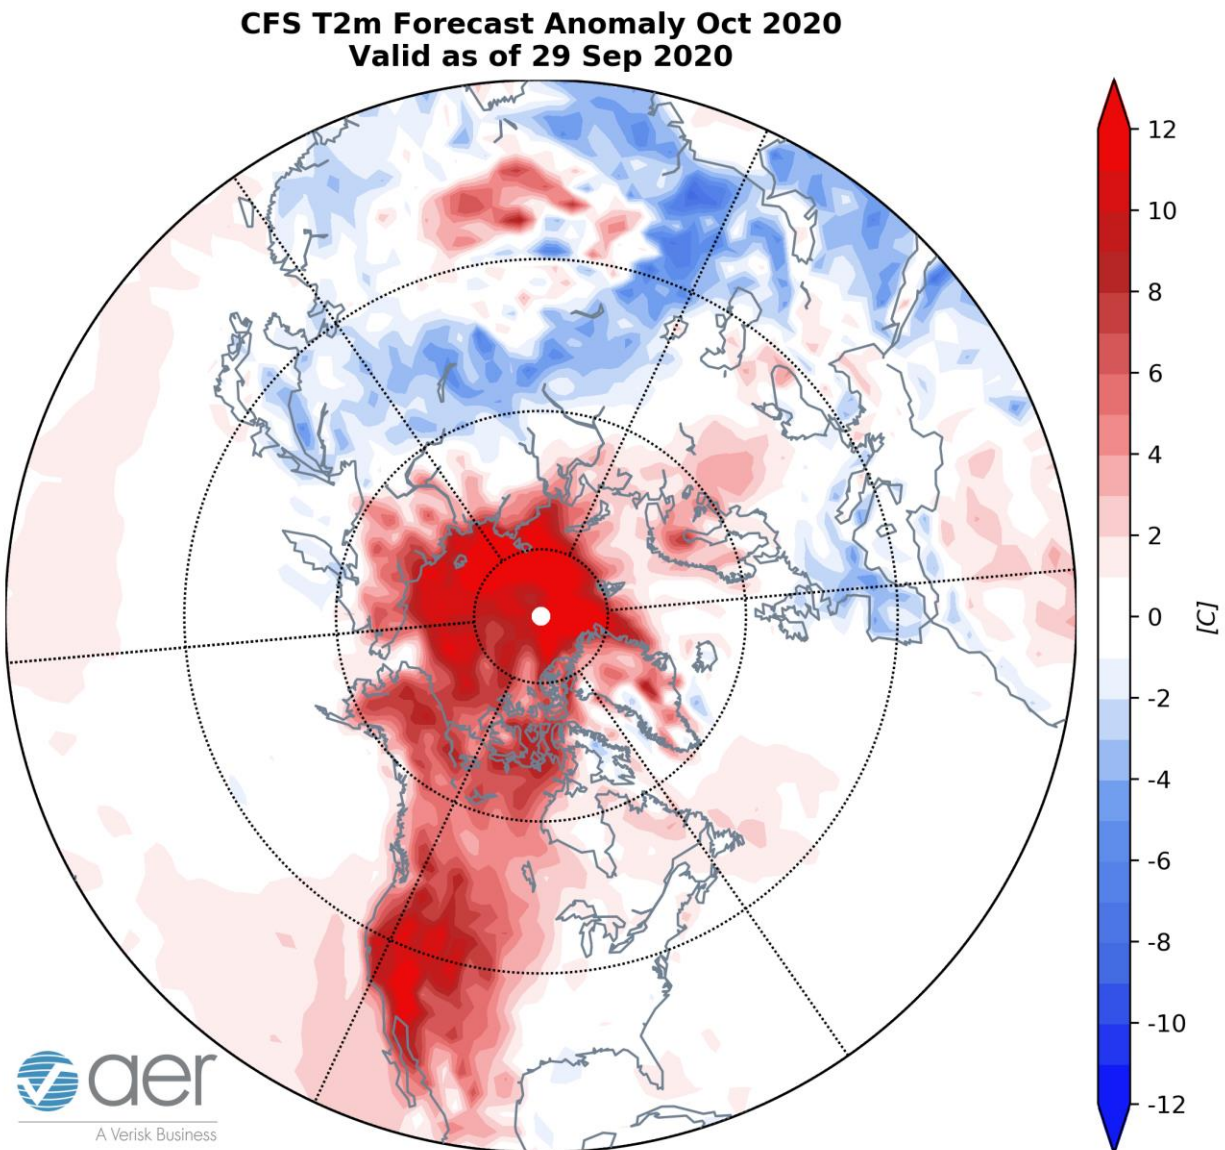 CFS T2m Forecast Anomaly Oct 2020
Valid as of 29 Sep 2020
12
10
8
6
4
2
0
-2
-4
-6
-8
-10
-12
[C]
aer
A Verisk Business